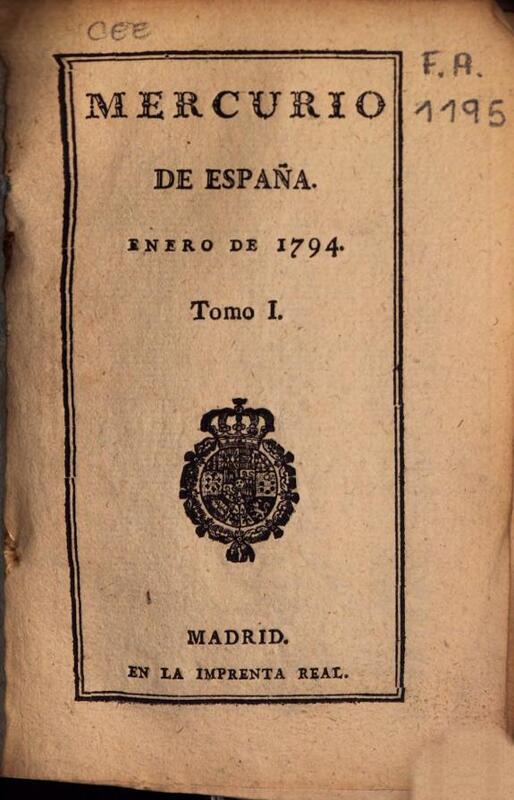 CEE
F.A.
1195
MERCURIO
DE ESPAÑA.
ENERO DE 1794.
Tomo I.
MADRID.
EN LA IMPRENTA REAL.